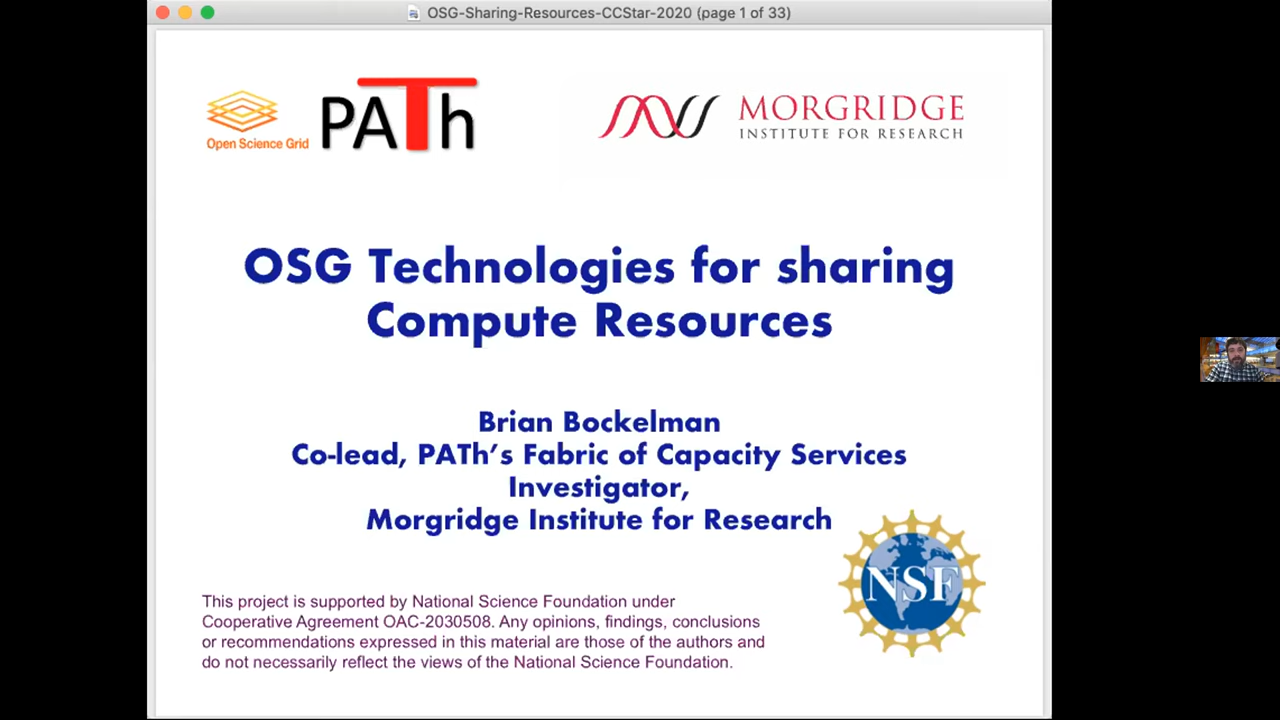 OSG-Sharing-Resources-CCStar-2020 (page 1 of 33)
Open Science Grid
PATh
MORGRIDGE
INSTITUTE FOR RESEARCH
OSG Technologies for sharing
Compute Resources
Brian Bockelman
Co-lead, PATh's Fabric of Capacity Services
Investigator,
Morgridge Institute for Research
NSF
This project is supported by National Science Foundation under
Cooperative Agreement OAC-2030508. Any opinions, findings, conclusions
or recommendations expressed in this material are those of the authors and
do not necessarily reflect the views of the National Science Foundation.